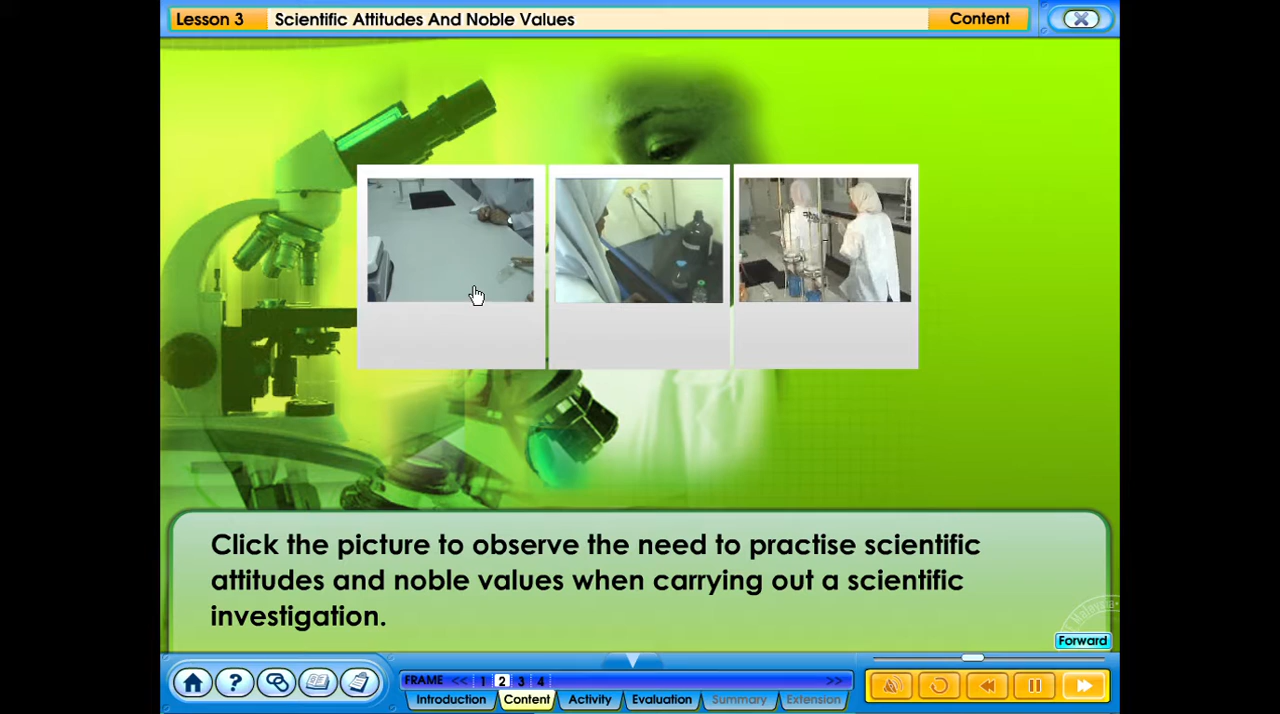 Lesson 3
Scientific Attitudes And Noble Values
Content
Click the picture to observe the need to practise scientific
attitudes and noble values when carrying out a scientific
investigation.
Malaysia
Forward
FRAME << 1 2 3 4 >>
Introduction
Content
Activity
Evaluation
Summary
Extension